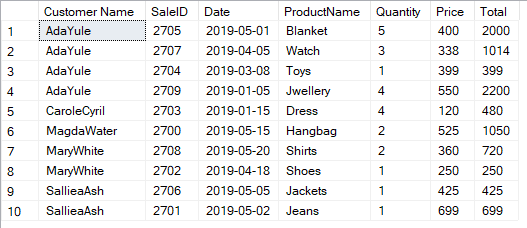 Customer Name SaleID Date ProductName Quantity Price Total
1 AdaYule 2705 2019-05-01 Blanket 5 400 2000
2 AdaYule 2707 2019-04-05 Watch 3 338 1014
3 AdaYule 2704 2019-03-08 Toys 1 399 399
4 AdaYule 2709 2019-01-05 Jwellery 4 550 2200
5 CaroleCyril 2703 2019-01-15 Dress 4 120 480
6 MagdaWater 2700 2019-05-15 Hangbag 2 525 1050
7 MaryWhite 2708 2019-05-20 Shirts 2 360 720
8 MaryWhite 2702 2019-04-18 Shoes 1 250 250
9 SallieaAsh 2706 2019-05-05 Jackets 1 425 425
10 SallieaAsh 2701 2019-05-02 Jeans 1 699 699